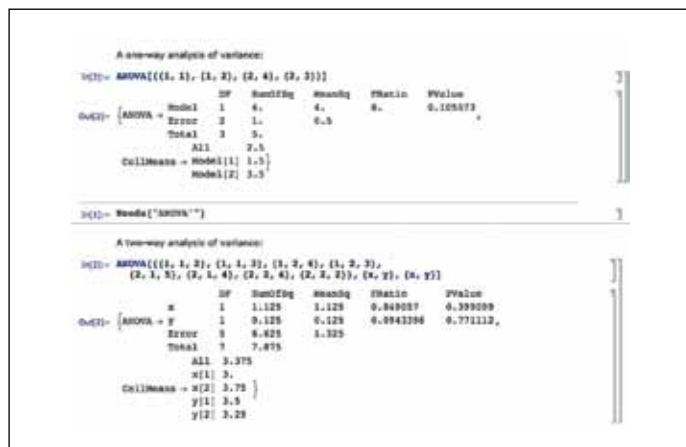 A one-way analysis of variance:
In[2]:= ANOVA[{{1, 1}, {1, 2}, {2, 4}, {2, 3}}]
DF SumOfSq MeanSq FRatio PValue
Model 1 4. 4. 8. 0.105573
Out[2]= {ANOVA → Error 2 1. 0.5 ,
Total 3 5.
All 2.5
CellMeans → Model[1] 1.5}
Model[2] 3.5
In[1]:= Needs["ANOVA`"]
A two-way analysis of variance:
In[2]:= ANOVA[{{1, 1, 2}, {1, 1, 3}, {1, 2, 4}, {1, 2, 3},
{2, 1, 5}, {2, 1, 4}, {2, 2, 4}, {2, 2, 2}}, {x, y}, {x, y}]
DF SumOfSq MeanSq FRatio PValue
x 1 1.125 1.125 0.849057 0.399099
Out[2]= {ANOVA → y 1 0.125 0.125 0.0943396 0.771112,
Error 5 6.625 1.325
Total 7 7.875
All 3.375
x[1] 3.
CellMeans → x[2] 3.75 }
y[1] 3.5
y[2] 3.25